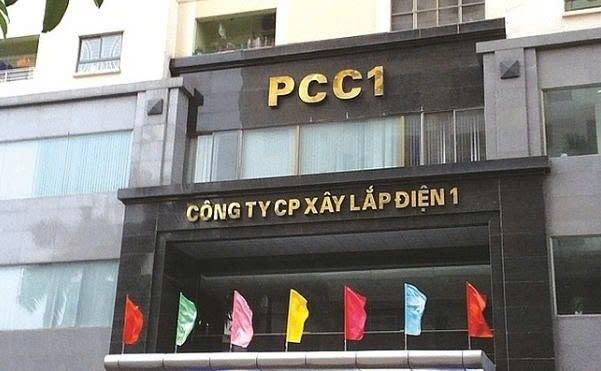 PCC1
CÔNG TY CP XÂY LẮP ĐIỆN 1